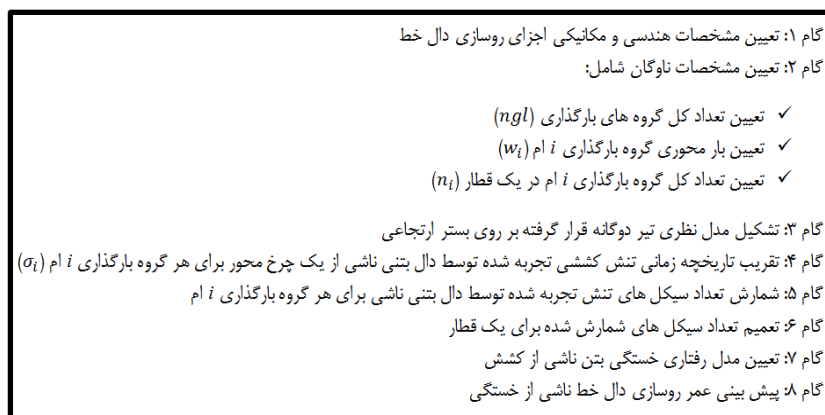 گام ۱: تعیین مشخصات هندسی و مکانیکی اجزای روسازی دال خط
گام ۲: تعیین مشخصات ناوگان شامل:
✓ تعیین تعداد کل گروه های بارگذاری (ngl)
✓ تعیین بار محوری گروه بارگذاری i ام (wᵢ)
✓ تعیین تعداد کل گروه بارگذاری i ام در یک قطار (nᵢ)
گام ۳: تشکیل مدل نظری تیر دوگانه قرار گرفته بر روی بستر ارتجاعی
گام ۴: تقریب تاریخچه زمانی تنش کششی تجربه شده توسط دال بتنی ناشی از یک چرخ محور برای هر گروه بارگذاری i ام (σᵢ)
گام ۵: شمارش تعداد سیکل های تنش تجربه شده توسط دال بتنی ناشی برای هر گروه بارگذاری i ام
گام ۶: تعمیم تعداد سیکل های شمارش شده برای یک قطار
گام ۷: تعیین مدل رفتاری خستگی بتن ناشی از کشش
گام ۸: پیش بینی عمر روسازی دال خط ناشی از خستگی